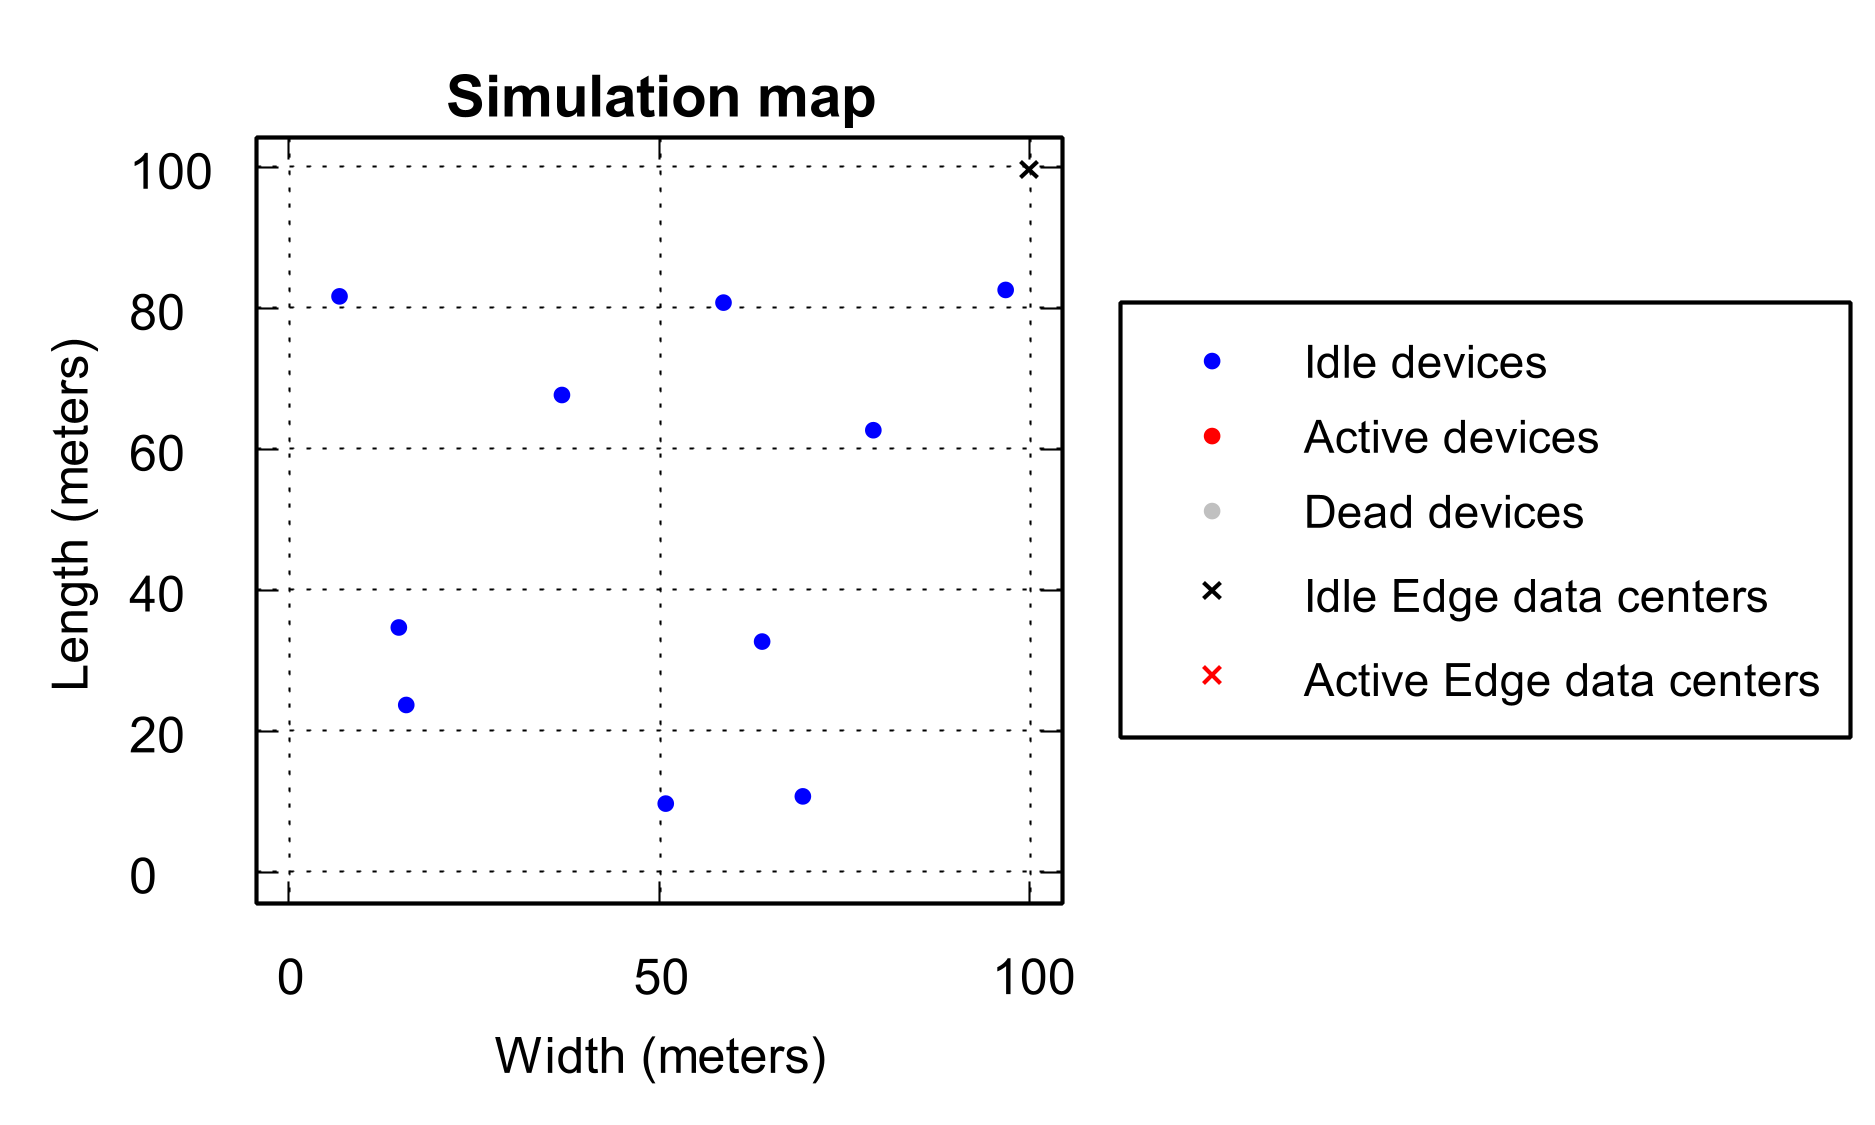 Simulation map
100
80
60
40
20
0
Length (meters)
0 50 100
Width (meters)
Idle devices
Active devices
Dead devices
Idle Edge data centers
Active Edge data centers